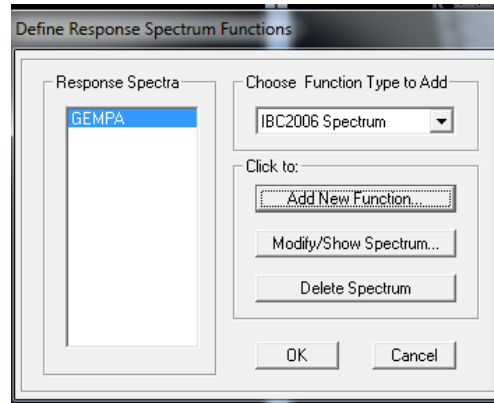 Define Response Spectrum Functions
Response Spectra
GEMPA
Choose Function Type to Add
IBC2006 Spectrum
Click to:
Add New Function...
Modify/Show Spectrum...
Delete Spectrum
OK
Cancel